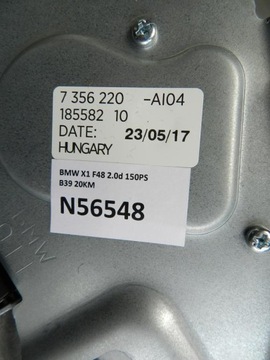 7 356 220 -AI04
185582 10
DATE: 23/05/17
HUNGARY
BMW X1 F48 2.0d 150PS
B39 20KM
N56548
BMW